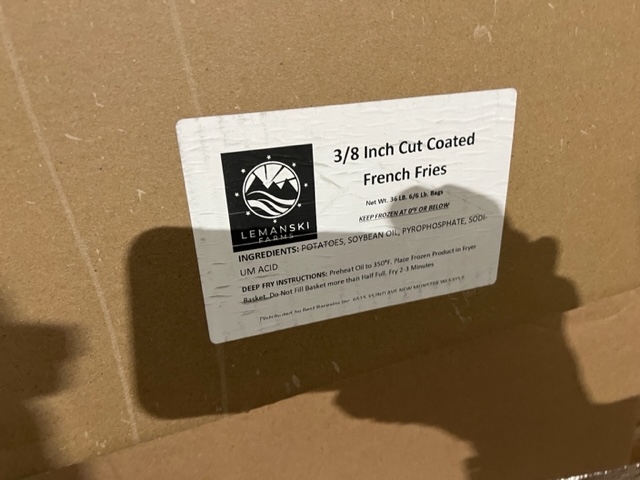 3/8 Inch Cut Coated
French Fries
Net Wt. 36 LB. 6/6 Lb. Bags
KEEP FROZEN AT 0°F OR BELOW
LEMANSKI
FARMS
INGREDIENTS: POTATOES, SOYBEAN OIL, PYROPHOSPHATE, SODI-
UM ACID
DEEP FRY INSTRUCTIONS: Preheat Oil to 350°F. Place Frozen Product in Fryer
Basket. Do Not Fill Basket more than Half Full. Fry 2-3 Minutes
Distributed by